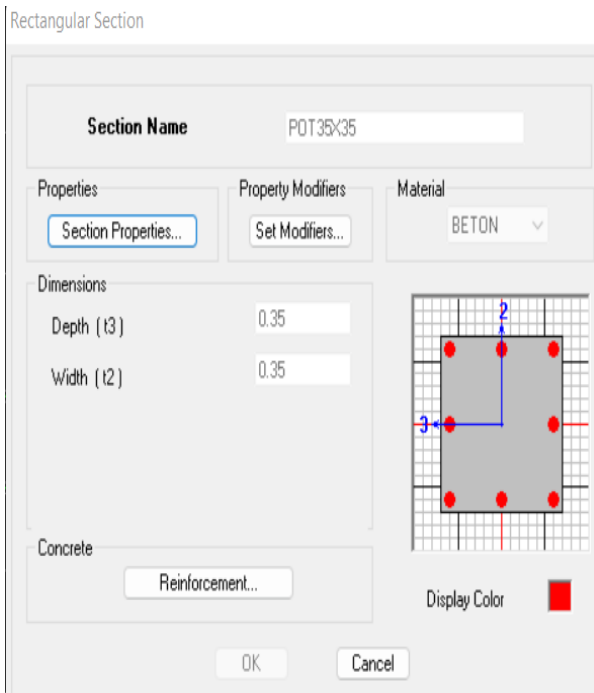 Rectangular Section
Section Name POT35X35
Properties Property Modifiers Material
Section Properties... Set Modifiers... BETON
Dimensions
Depth ( t3 ) 0.35
Width ( t2 ) 0.35
2
3
Concrete
Reinforcement...
Display Color
OK Cancel